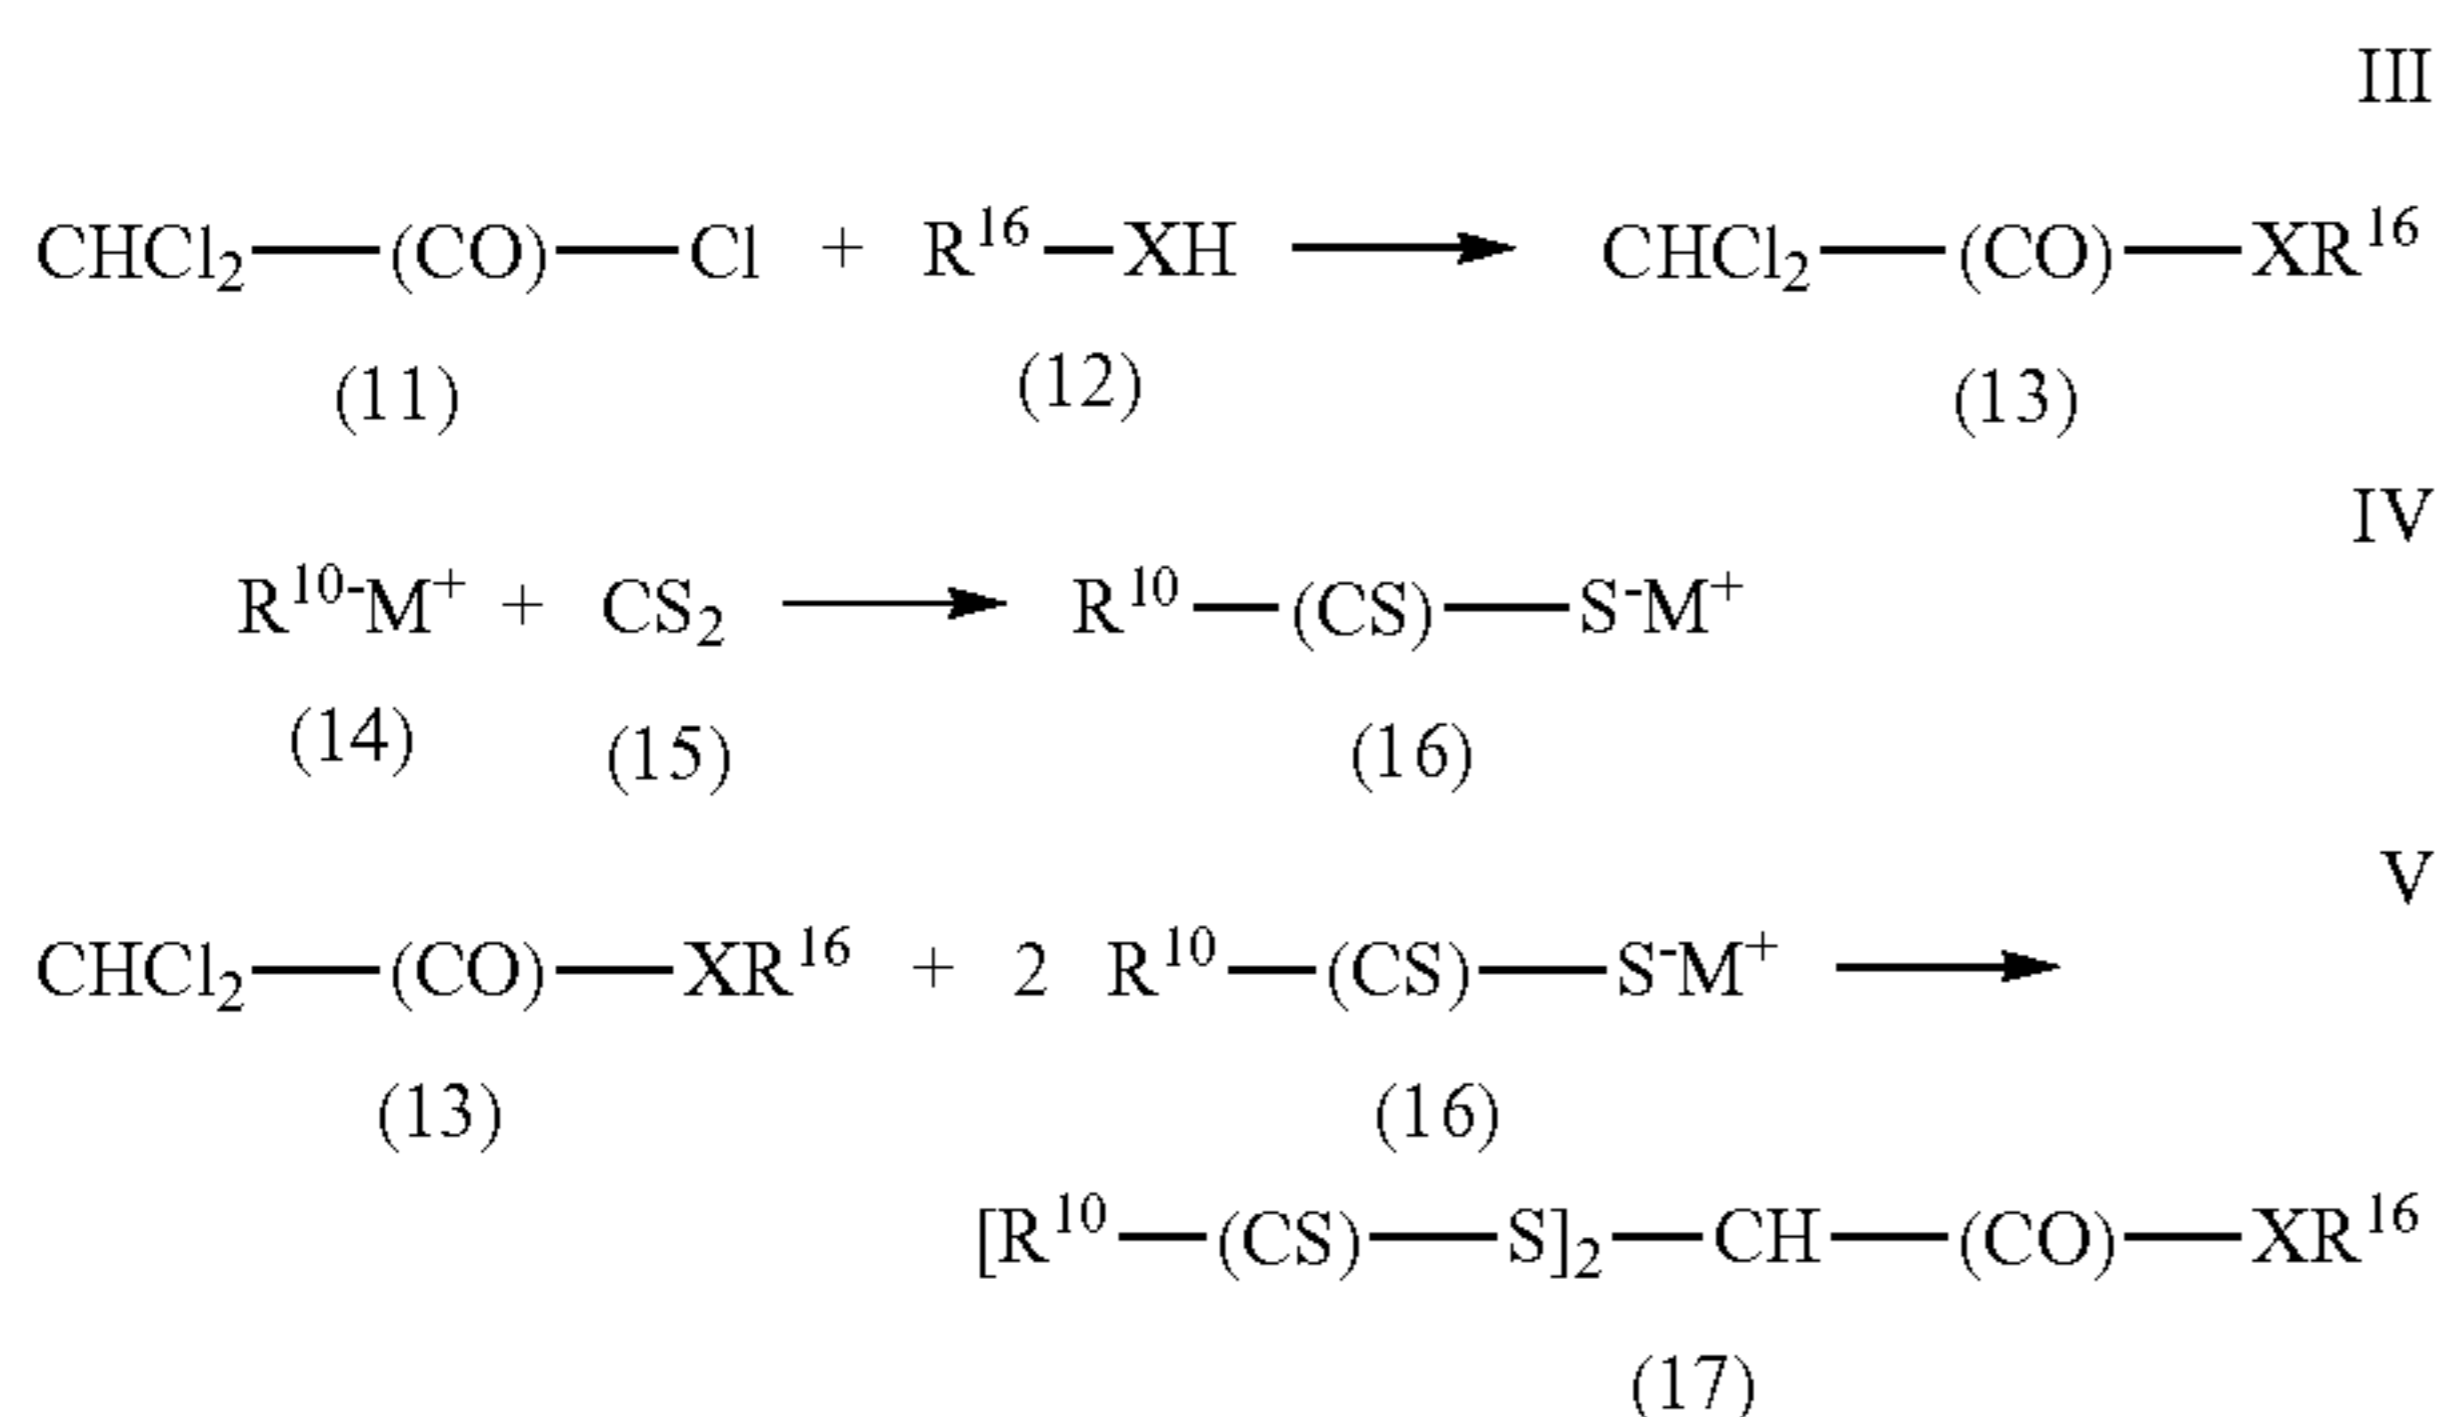 III
CHCl₂—(CO)—Cl + R¹⁶—XH ⟶ CHCl₂—(CO)—XR¹⁶
(11) (12) (13)
IV
R¹⁰⁻M⁺ + CS₂ ⟶ R¹⁰—(CS)—S⁻M⁺
(14) (15) (16)
V
CHCl₂—(CO)—XR¹⁶ + 2 R¹⁰—(CS)—S⁻M⁺ ⟶
(13) (16)
[R¹⁰—(CS)—S]₂—CH—(CO)—XR¹⁶
(17)